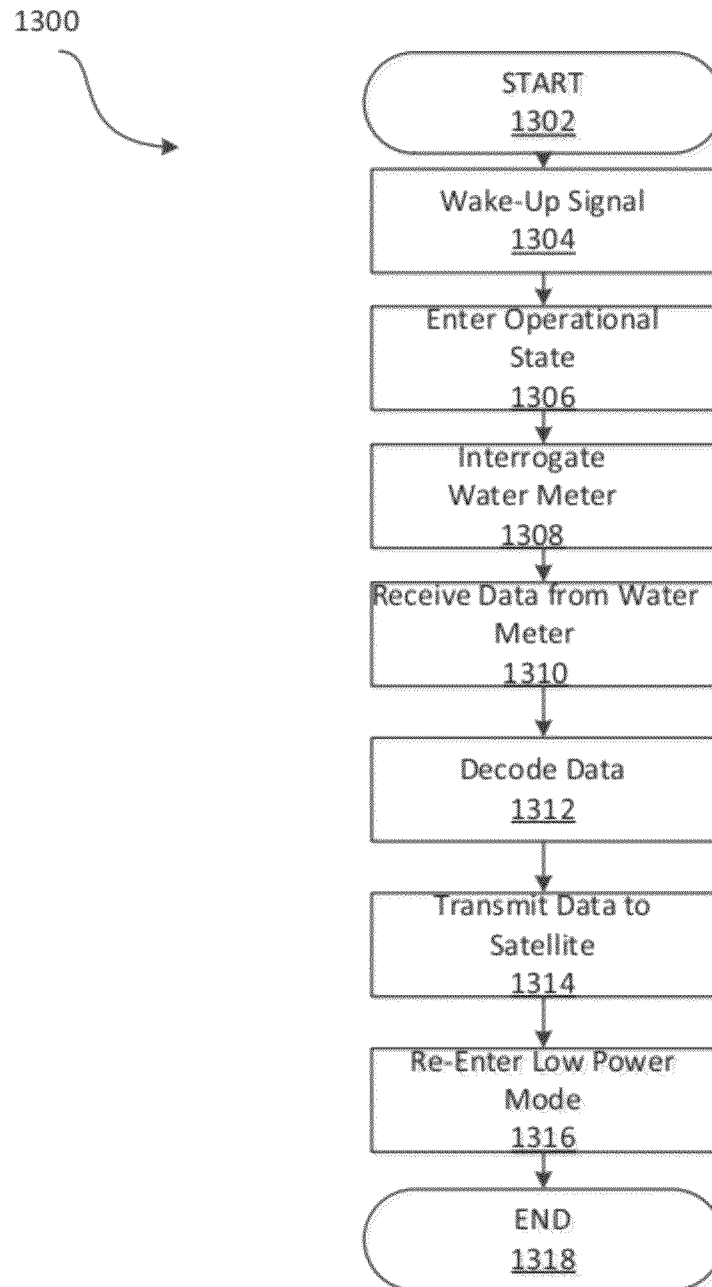 1300
START
1302
Wake-Up Signal
1304
Enter Operational
State
1306
Interrogate
Water Meter
1308
Receive Data from Water
Meter
1310
Decode Data
1312
Transmit Data to
Satellite
1314
Re-Enter Low Power
Mode
1316
END
1318